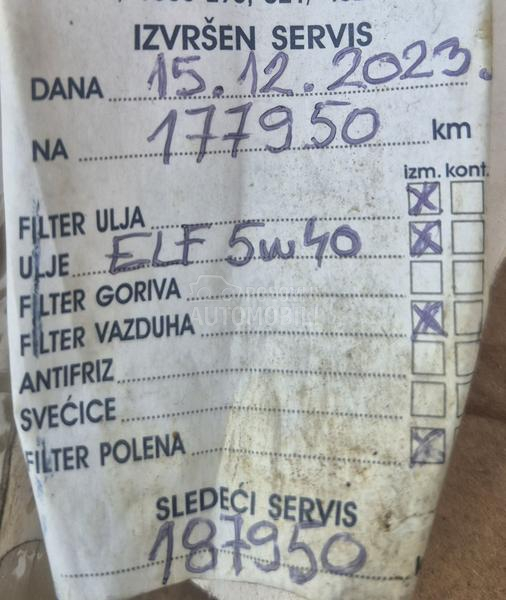 IZVRŠEN SERVIS
DANA 15.12.2023.
NA 177950 km
izm. kont.
FILTER ULJA
ULJE ELF 5w40
FILTER GORIVA
FILTER VAZDUHA
ANTIFRIZ
SVEĆICE
FILTER POLENA
SLEDEĆI SERVIS
187950